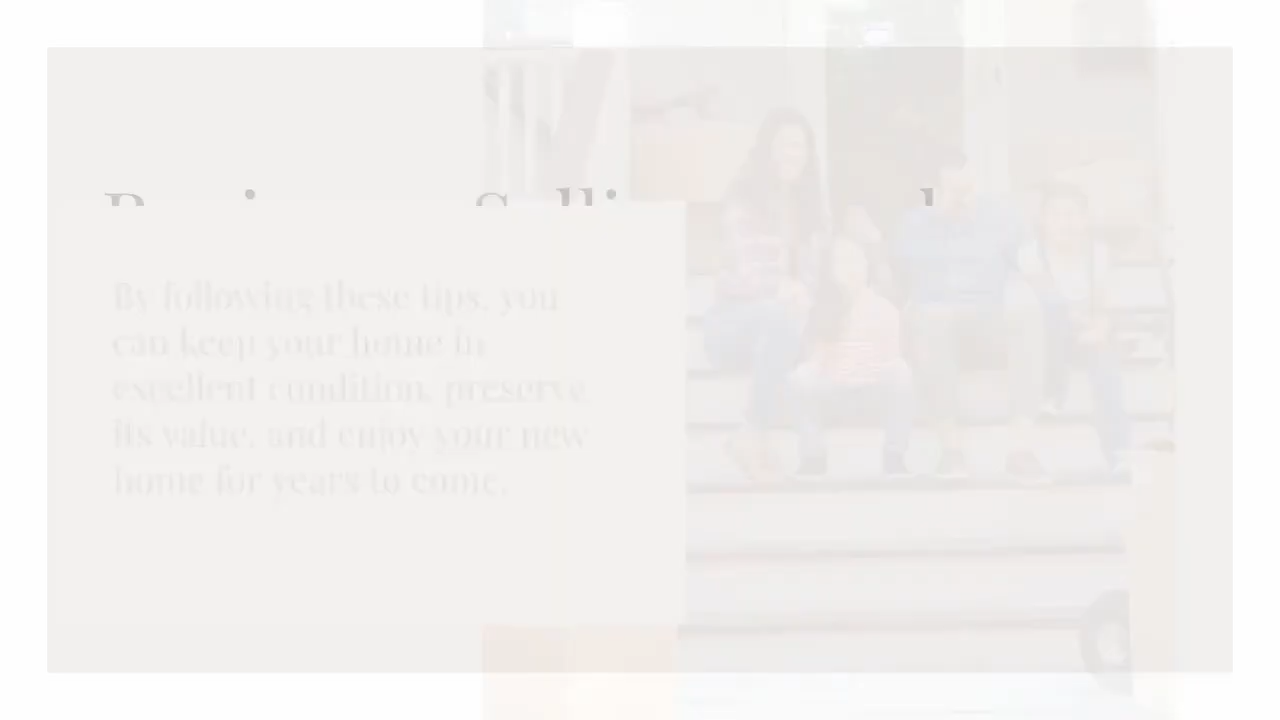 By following these tips, you
can keep your home in
excellent condition, preserve
its value, and enjoy your new
home for years to come.